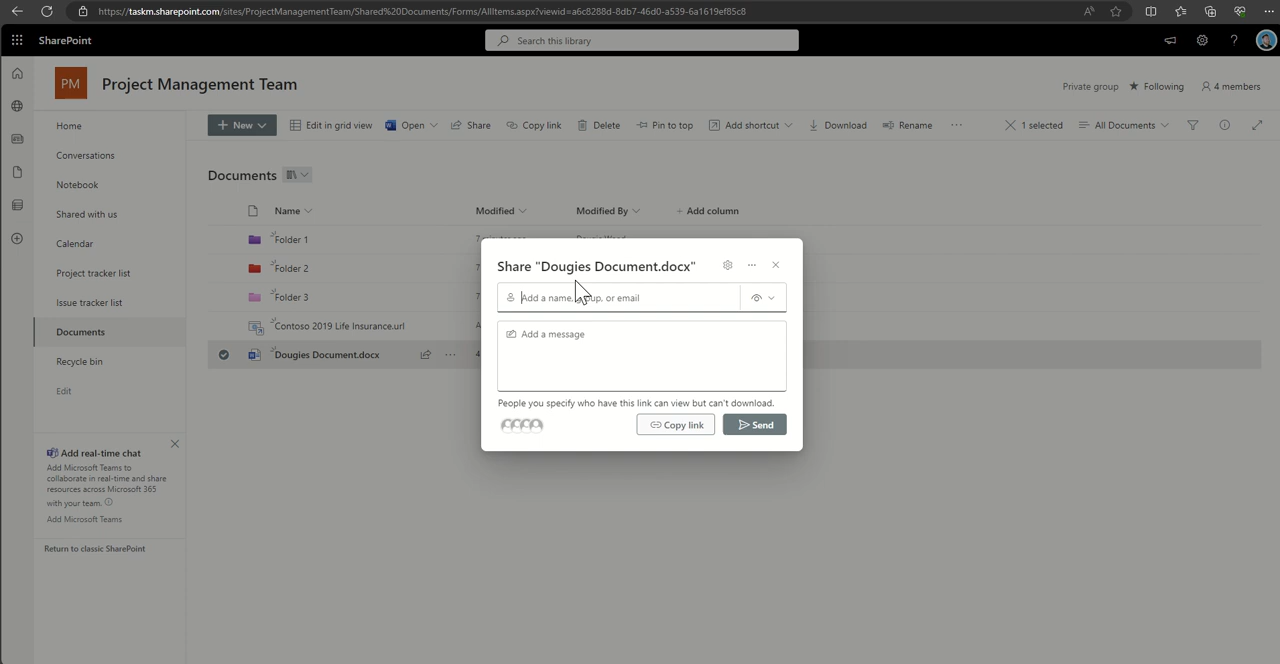 https://taskm.sharepoint.com/sites/ProjectManagementTeam/Shared%20Documents/Forms/AllItems.aspx?viewid=a6c8288d-8db7-46d0-a539-6a1619ef85c8
SharePoint
Search this library
PM
Project Management Team
Private group
Following
4 members
Home
Conversations
Notebook
Shared with us
Calendar
Project tracker list
Issue tracker list
Documents
Recycle bin
Edit
Add real-time chat
Add Microsoft Teams to
collaborate in real-time and share
resources across Microsoft 365
with your team.
Add Microsoft Teams
Return to classic SharePoint
+ New
Edit in grid view
Open
Share
Copy link
Delete
Pin to top
Add shortcut
Download
Rename
...
1 selected
All Documents
Documents
Name
Modified
Modified By
+ Add column
Folder 1
Folder 2
Folder 3
Contoso 2019 Life Insurance.url
Dougies Document.docx
Share "Dougies Document.docx"
Add a name, or email
Add a message
People you specify who have this link can view but can't download.
Copy link
Send